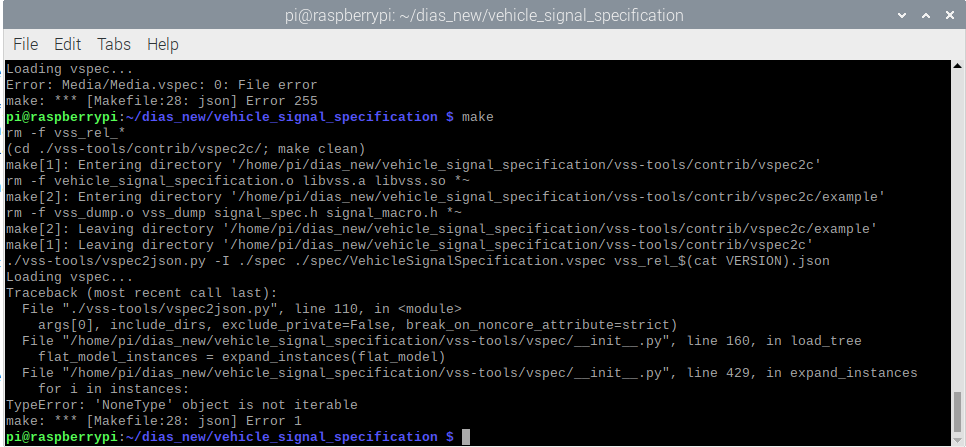 pi@raspberrypi: ~/dias_new/vehicle_signal_specification
File Edit Tabs Help
Loading vspec...
Error: Media/Media.vspec: 0: File error
make: *** [Makefile:28: json] Error 255
pi@raspberrypi:~/dias_new/vehicle_signal_specification $ make
rm -f vss_rel_*
(cd ./vss-tools/contrib/vspec2c/; make clean)
make[1]: Entering directory '/home/pi/dias_new/vehicle_signal_specification/vss-tools/contrib/vspec2c'
rm -f vehicle_signal_specification.o libvss.a libvss.so *~
make[2]: Entering directory '/home/pi/dias_new/vehicle_signal_specification/vss-tools/contrib/vspec2c/example'
rm -f vss_dump.o vss_dump signal_spec.h signal_macro.h *~
make[2]: Leaving directory '/home/pi/dias_new/vehicle_signal_specification/vss-tools/contrib/vspec2c/example'
make[1]: Leaving directory '/home/pi/dias_new/vehicle_signal_specification/vss-tools/contrib/vspec2c'
./vss-tools/vspec2json.py -I ./spec ./spec/VehicleSignalSpecification.vspec vss_rel_$(cat VERSION).json
Loading vspec...
Traceback (most recent call last):
  File "./vss-tools/vspec2json.py", line 110, in <module>
    args[0], include_dirs, exclude_private=False, break_on_noncore_attribute=strict)
  File "/home/pi/dias_new/vehicle_signal_specification/vss-tools/vspec/__init__.py", line 160, in load_tree
    flat_model_instances = expand_instances(flat_model)
  File "/home/pi/dias_new/vehicle_signal_specification/vss-tools/vspec/__init__.py", line 429, in expand_instances
    for i in instances:
TypeError: 'NoneType' object is not iterable
make: *** [Makefile:28: json] Error 1
pi@raspberrypi:~/dias_new/vehicle_signal_specification $